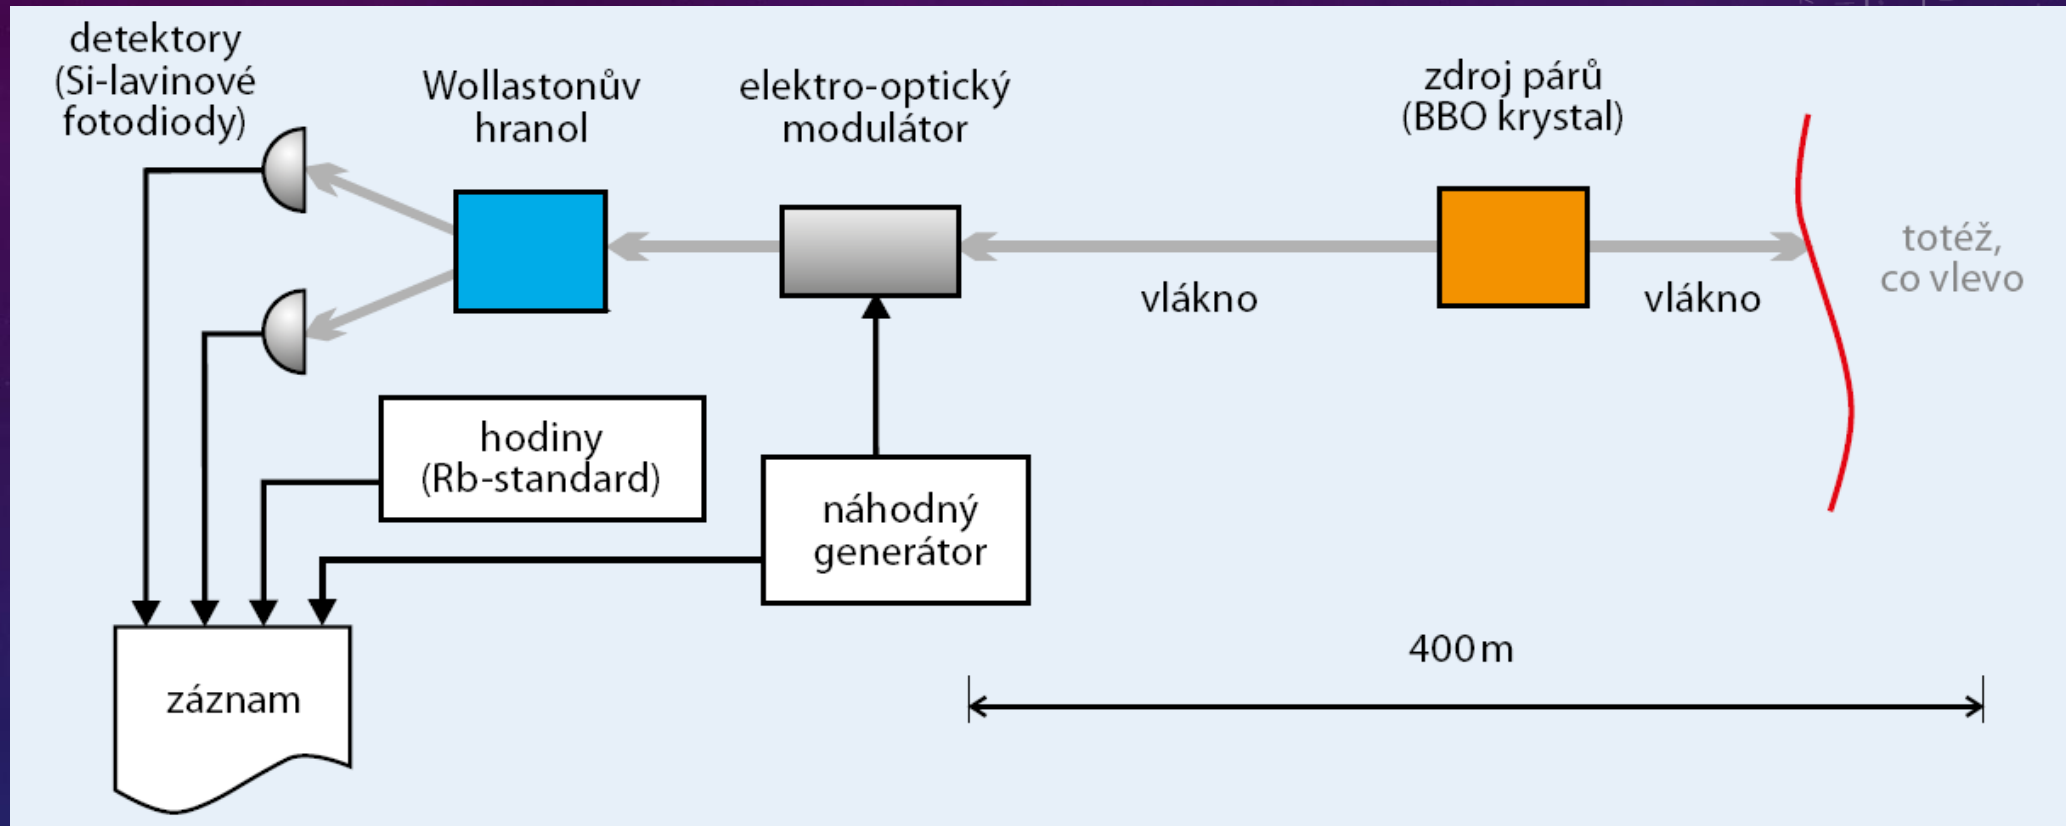 detektory
(Si-lavinové
fotodiody)
Wollastonův
hranol
elektro-optický
modulátor
zdroj párů
(BBO krystal)
totéž,
co vlevo
vlákno
vlákno
hodiny
(Rb-standard)
náhodný
generátor
400 m
záznam